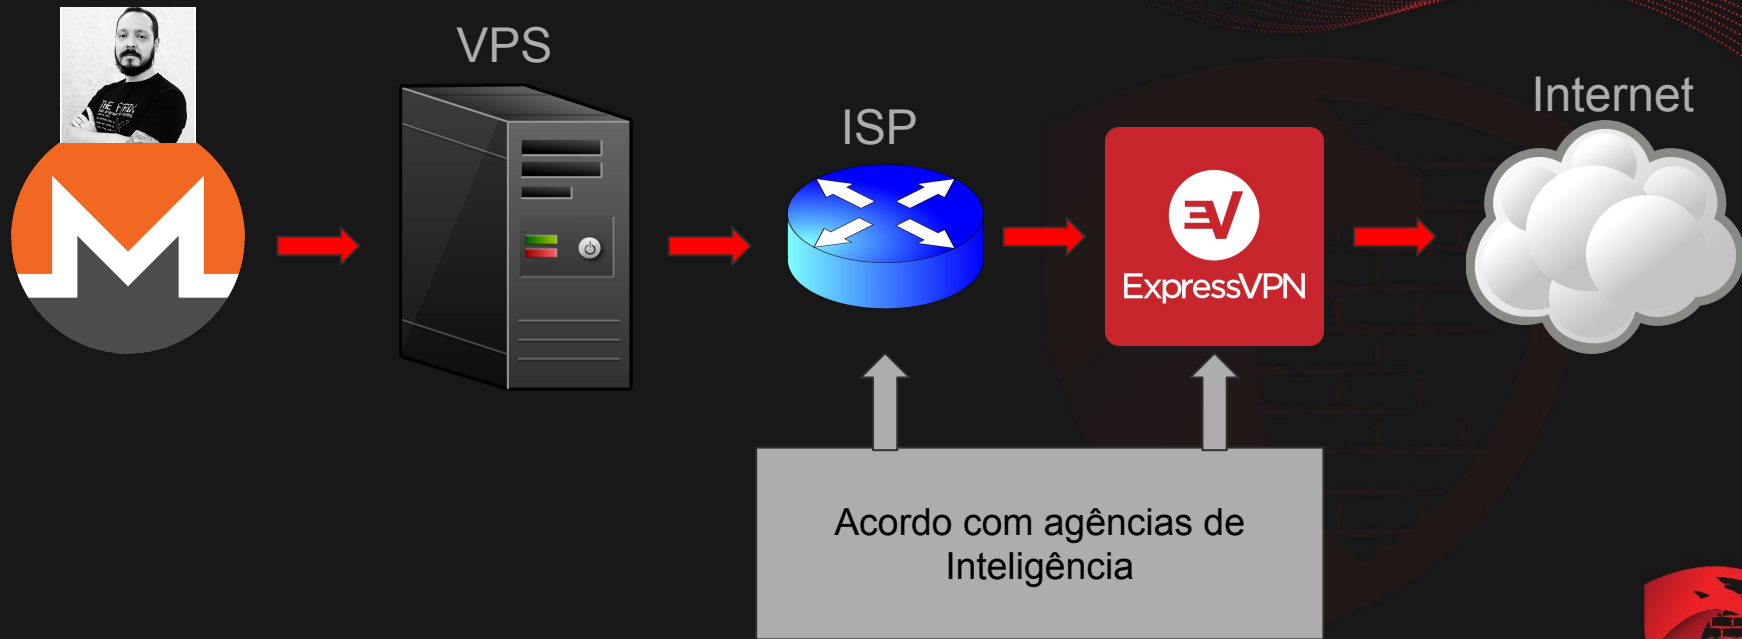 VPS
ISP
Internet
ExpressVPN
Acordo com agências de
Inteligência